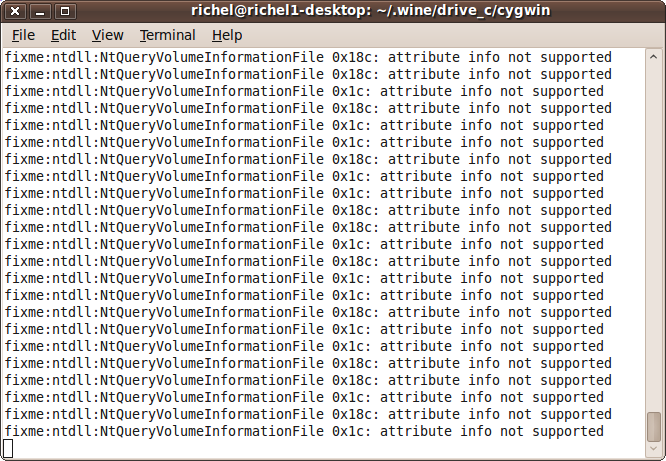 richel@richel1-desktop: ~/.wine/drive_c/cygwin
File Edit View Terminal Help
fixme:ntdll:NtQueryVolumeInformationFile 0x18c: attribute info not supported
fixme:ntdll:NtQueryVolumeInformationFile 0x18c: attribute info not supported
fixme:ntdll:NtQueryVolumeInformationFile 0x1c: attribute info not supported
fixme:ntdll:NtQueryVolumeInformationFile 0x18c: attribute info not supported
fixme:ntdll:NtQueryVolumeInformationFile 0x1c: attribute info not supported
fixme:ntdll:NtQueryVolumeInformationFile 0x1c: attribute info not supported
fixme:ntdll:NtQueryVolumeInformationFile 0x18c: attribute info not supported
fixme:ntdll:NtQueryVolumeInformationFile 0x1c: attribute info not supported
fixme:ntdll:NtQueryVolumeInformationFile 0x1c: attribute info not supported
fixme:ntdll:NtQueryVolumeInformationFile 0x18c: attribute info not supported
fixme:ntdll:NtQueryVolumeInformationFile 0x18c: attribute info not supported
fixme:ntdll:NtQueryVolumeInformationFile 0x1c: attribute info not supported
fixme:ntdll:NtQueryVolumeInformationFile 0x18c: attribute info not supported
fixme:ntdll:NtQueryVolumeInformationFile 0x1c: attribute info not supported
fixme:ntdll:NtQueryVolumeInformationFile 0x1c: attribute info not supported
fixme:ntdll:NtQueryVolumeInformationFile 0x18c: attribute info not supported
fixme:ntdll:NtQueryVolumeInformationFile 0x1c: attribute info not supported
fixme:ntdll:NtQueryVolumeInformationFile 0x1c: attribute info not supported
fixme:ntdll:NtQueryVolumeInformationFile 0x18c: attribute info not supported
fixme:ntdll:NtQueryVolumeInformationFile 0x18c: attribute info not supported
fixme:ntdll:NtQueryVolumeInformationFile 0x1c: attribute info not supported
fixme:ntdll:NtQueryVolumeInformationFile 0x18c: attribute info not supported
fixme:ntdll:NtQueryVolumeInformationFile 0x1c: attribute info not supported